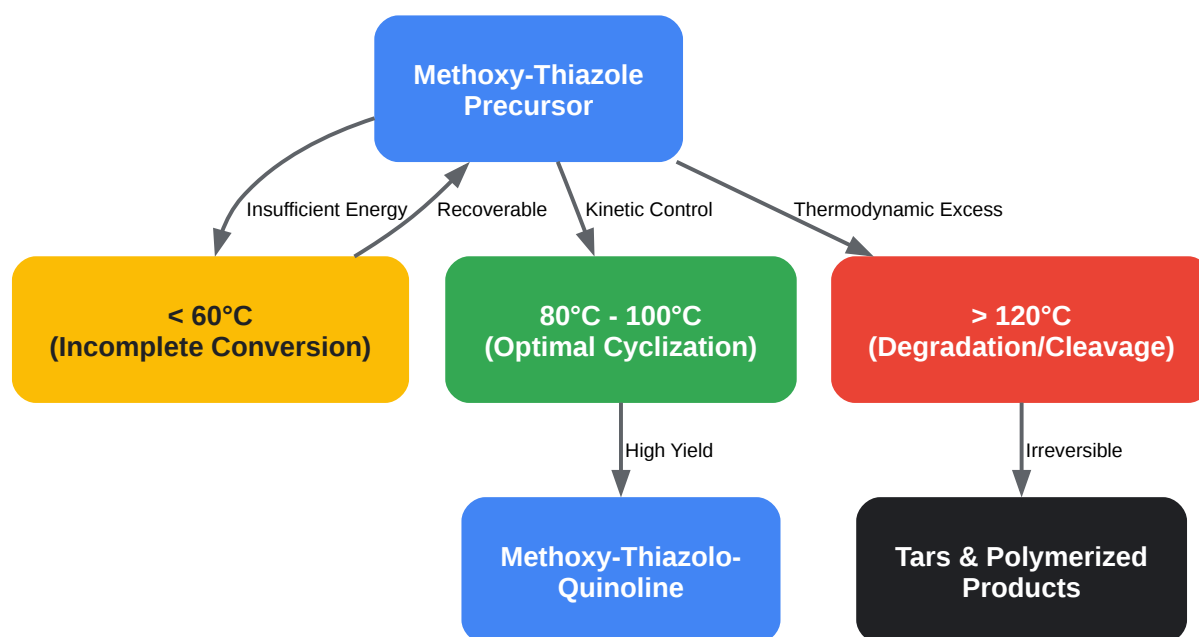 Methoxy-Thiazole
Precursor
Insufficient Energy
Recoverable
Kinetic Control
Thermodynamic Excess
< 60°C
(Incomplete Conversion)
80°C - 100°C
(Optimal Cyclization)
> 120°C
(Degradation/Cleavage)
High Yield
Irreversible
Methoxy-Thiazolo-
Quinoline
Tars & Polymerized
Products